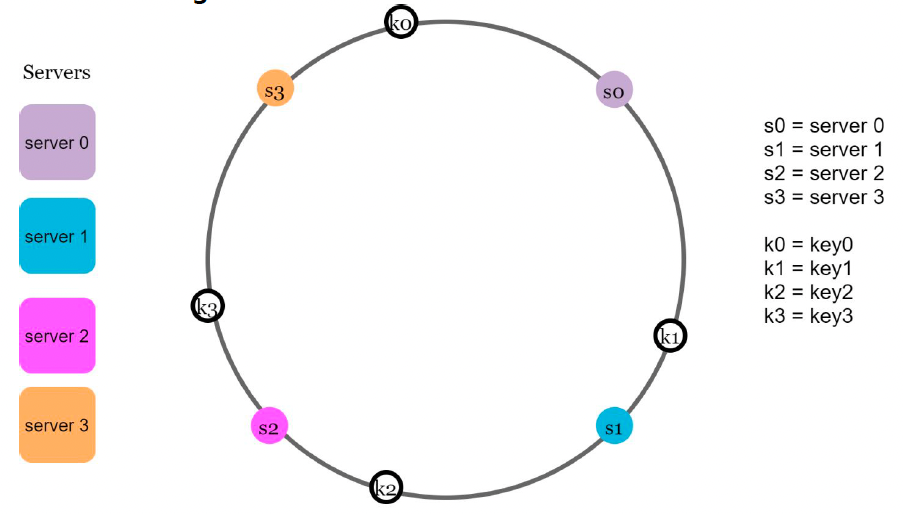 k0
s3
s0
Servers
server 0
server 1
server 2
server 3
k3
k1
s2
s1
k2
s0 = server 0
s1 = server 1
s2 = server 2
s3 = server 3
k0 = key0
k1 = key1
k2 = key2
k3 = key3